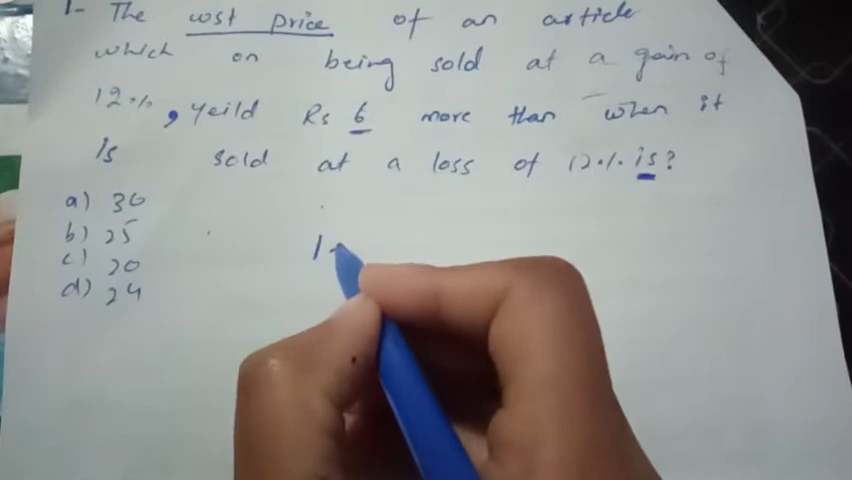 1- The cost price of an article
which on being sold at a gain of
12%, yeild Rs 6 more than when it
Is sold at a loss of 12% is?
a) 30
b) 25
c) 20
d) 24
1